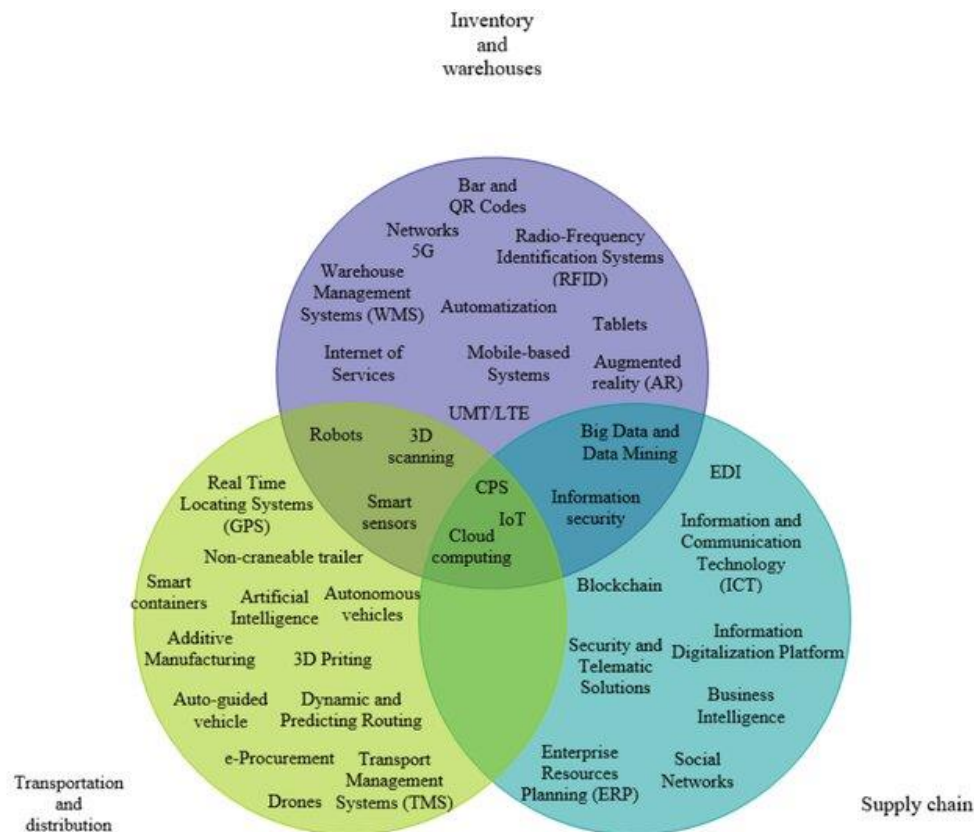 Inventory
and
warehouses
Bar and
QR Codes
Networks
5G
Radio-Frequency
Identification Systems
(RFID)
Warehouse
Management
Systems (WMS)
Automatization
Tablets
Internet of
Services
Mobile-based
Systems
Augmented
reality (AR)
UMT/LTE
Robots
3D
scanning
Big Data and
Data Mining
EDI
Real Time
Locating Systems
(GPS)
Smart
sensors
CPS
IoT
Cloud
computing
Information
security
Information and
Communication
Technology
(ICT)
Non-craneable trailer
Blockchain
Smart
containers
Artificial
Intelligence
Autonomous
vehicles
Additive
Manufacturing
3D Priting
Security and
Telematic
Solutions
Information
Digitalization Platform
Auto-guided
vehicle
Dynamic and
Predicting Routing
Business
Intelligence
e-Procurement
Transport
Management
Systems (TMS)
Drones
Enterprise
Resources
Planning (ERP)
Social
Networks
Transportation
and
distribution
Supply chain